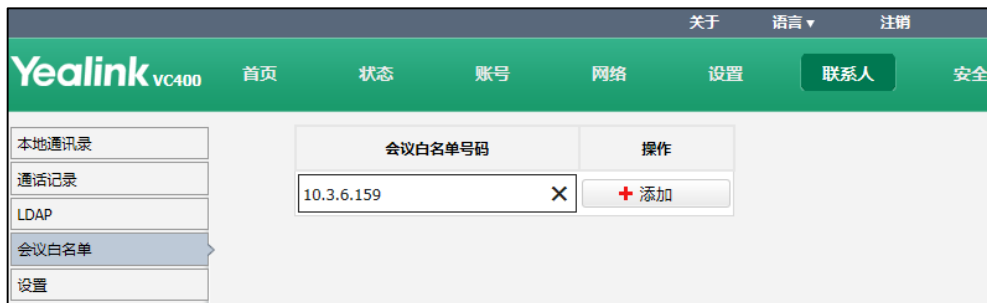 关于 语言▼ 注销
Yealink VC400 首页 状态 账号 网络 设置 联系人 安全
本地通讯录
通话记录
LDAP
会议白名单
设置
会议白名单号码 操作
10.3.6.159 添加